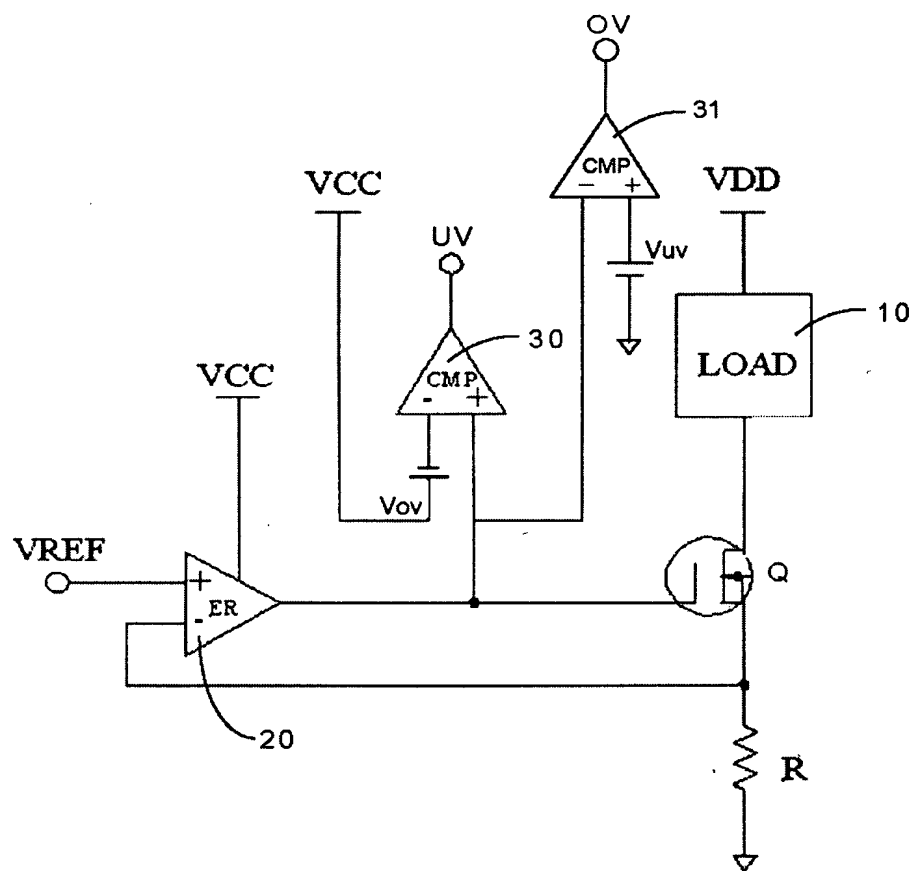 OV
31
CMP
- +
VCC
VDD
UV
Vuv
30
10
CMP
- +
LOAD
VCC
Vov
VREF
+
ER
-
Q
20
R